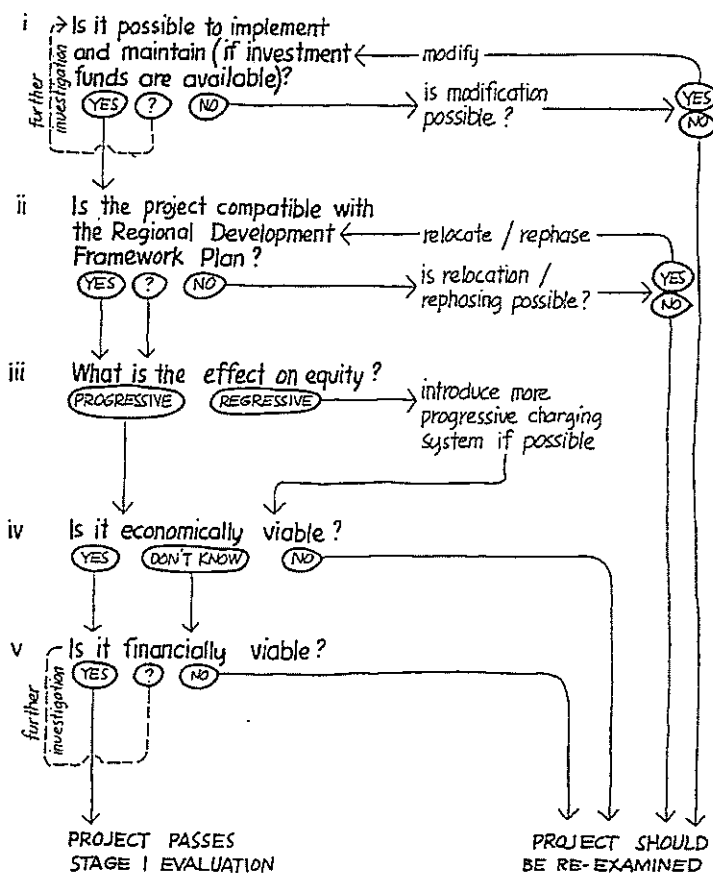 i
Is it possible to implement
and maintain (if investment
funds are available)?
modify
further
investigation
YES
?
NO
is modification
possible?
YES
NO
ii
Is the project compatible with
the Regional Development
Framework Plan?
relocate / rephase
YES
?
NO
is relocation /
rephasing possible?
YES
NO
iii
What is the effect on equity?
PROGRESSIVE
REGRESSIVE
introduce more
progressive charging
system if possible
iv
Is it economically viable?
YES
DON'T KNOW
NO
v
Is it financially viable?
further
investigation
YES
?
NO
PROJECT PASSES
STAGE I EVALUATION
PROJECT SHOULD
BE RE-EXAMINED